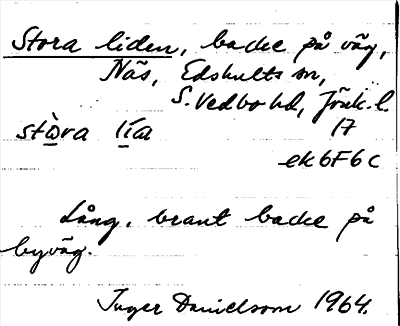 Stora liden, backe på väg,
Näs, Edshults sn,
S. Vedbo hd, Jönk. l.
stòra lía 17
ek 6F6c
Lång, brant backe på
byväg.
Inger Danielsson 1964.